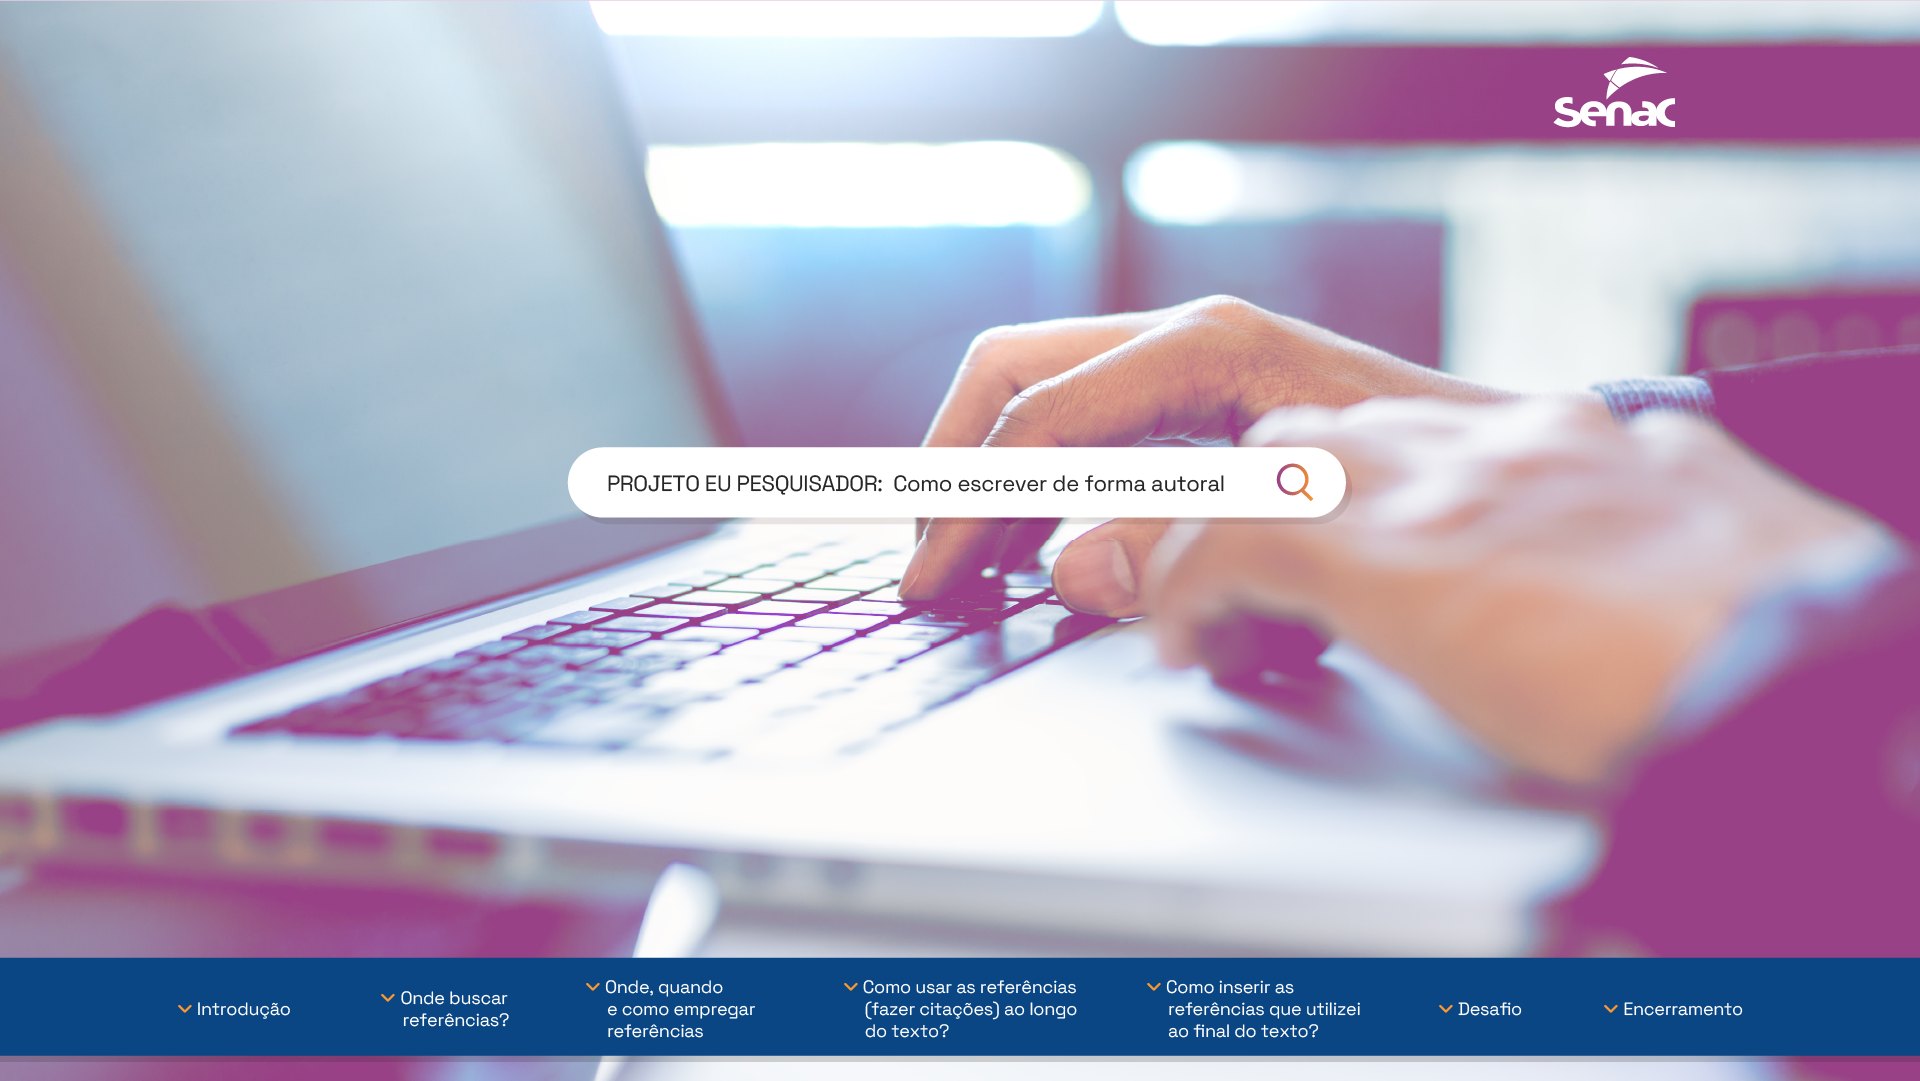 Senac
PROJETO EU PESQUISADOR: Como escrever de forma autoral
Introdução
Onde buscar
referências?
Onde, quando
e como empregar
referências
Como usar as referências
(fazer citações) ao longo
do texto?
Como inserir as
referências que utilizei
ao final do texto?
Desafio
Encerramento